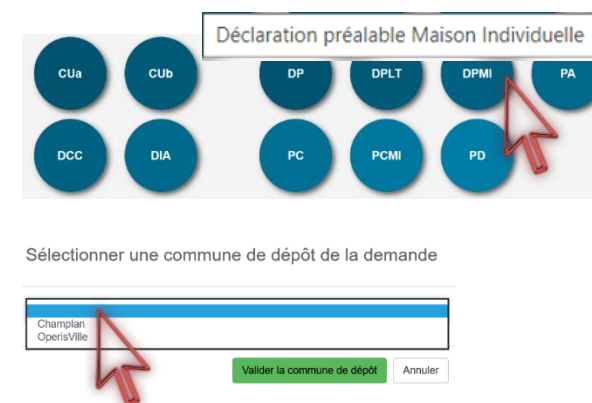 Déclaration préalable Maison Individuelle
CUa CUb DP DPLT DPMI PA
DCC DIA PC PCMI PD
Sélectionner une commune de dépôt de la demande
Champlan
OperisVille
Valider la commune de dépôt Annuler